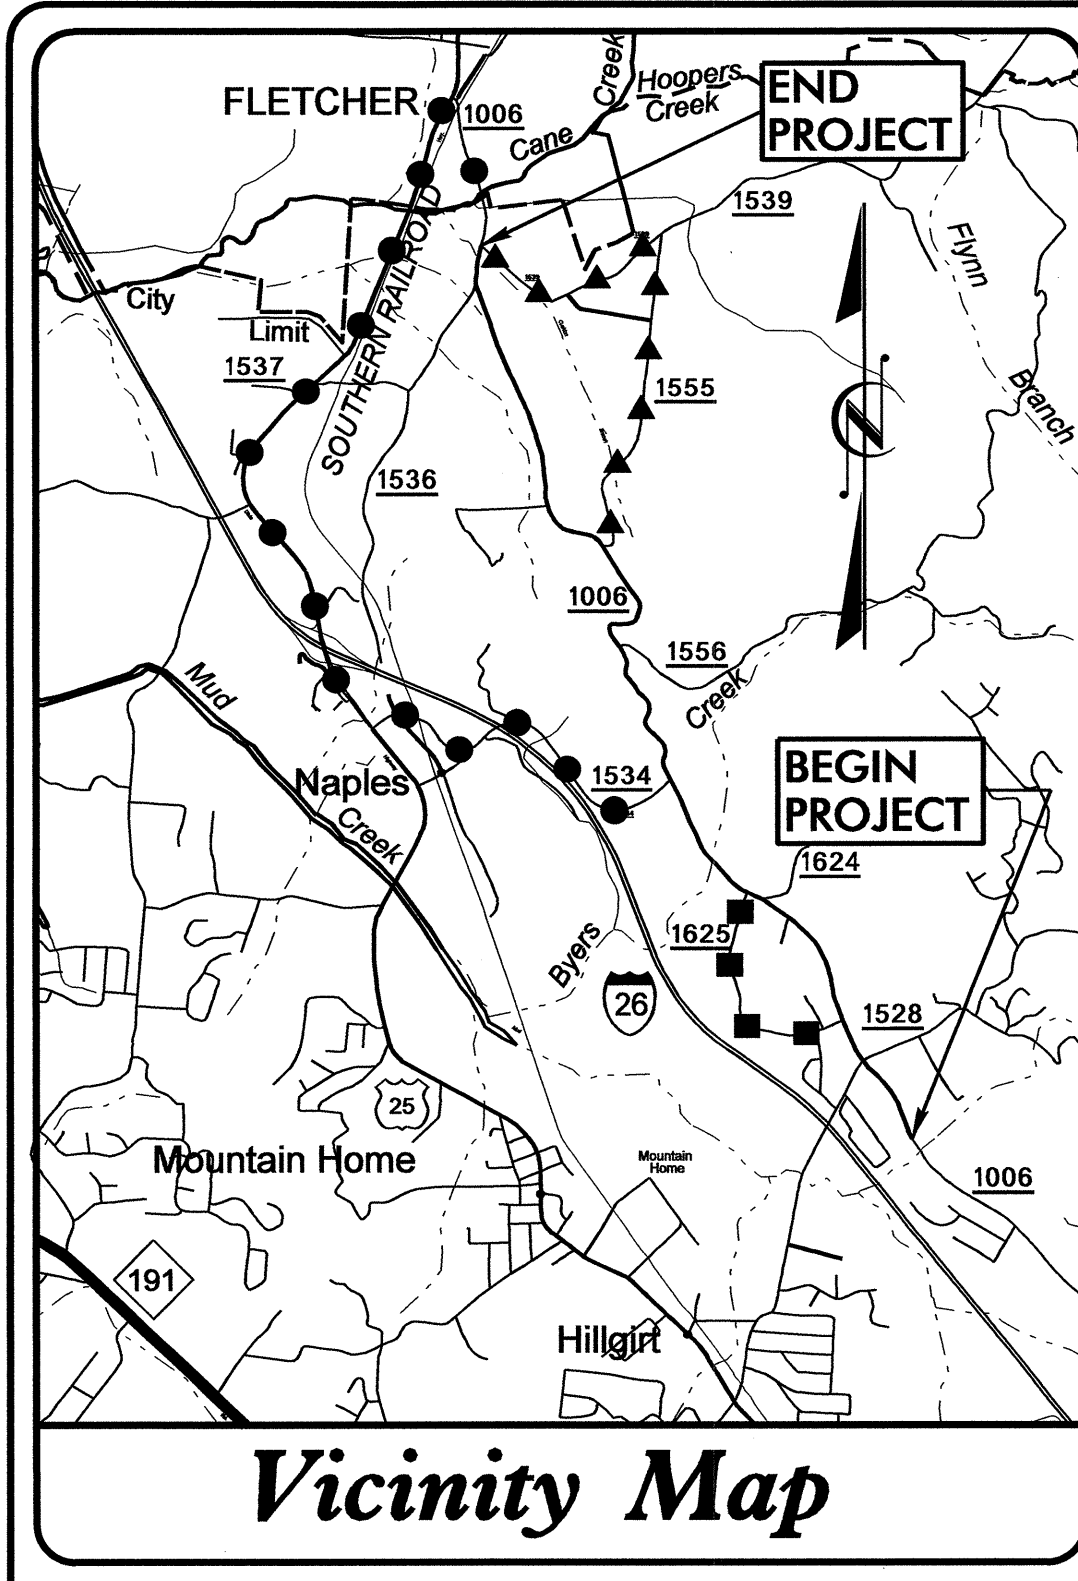 END
PROJECT
FLETCHER
1006
Creek
Hoopers
Creek
Cane
1539
Flynn
Branch
City
Limit
1537
SOUTHERN RAILROAD
1555
1536
1006
1556
Creek
Mud
Creek
Naples
BEGIN
PROJECT
1534
1624
1625
Byers
26
1528
25
Mountain Home
Mountain
Home
1006
191
Hillgirt
Vicinity Map